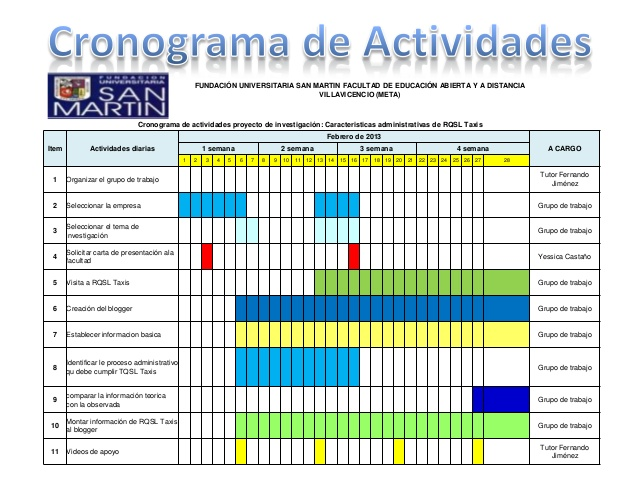 Cronograma de Actividades
FUNDACION
UNIVERSITARIA
SAN
MARTIN
FUNDACIÓN UNIVERSITARIA SAN MARTIN FACULTAD DE EDUCACIÓN ABIERTA Y A DISTANCIA
VILLAVICENCIO (META)
Cronograma de actividades proyecto de investigación: Caracteristicas administrativas de RQSL Taxis
Item Actividades diarias Febrero de 2013 A CARGO
1 semana 2 semana 3 semana 4 semana
1 2 3 4 5 6 7 8 9 10 11 12 13 14 15 16 17 18 19 20 21 22 23 24 25 26 27 28
1 Organizar el grupo de trabajo Tutor Fernando
Jiménez
2 Seleccionar la empresa Grupo de trabajo
3 Seleccionar el tema de
investigación Grupo de trabajo
4 Solicitar carta de presentación ala
facultad Yessica Castaño
5 Visita a RQSL Taxis Grupo de trabajo
6 Creación del blogger Grupo de trabajo
7 Establecer informacion basica Grupo de trabajo
8 Identificar le proceso administrativo
qu debe cumplir TQSL Taxis Grupo de trabajo
9 comparar la información teorica
con la observada Grupo de trabajo
10 Montar información de RQSL Taxis
al blogger Grupo de trabajo
11 Videos de apoyo Tutor Fernando
Jiménez